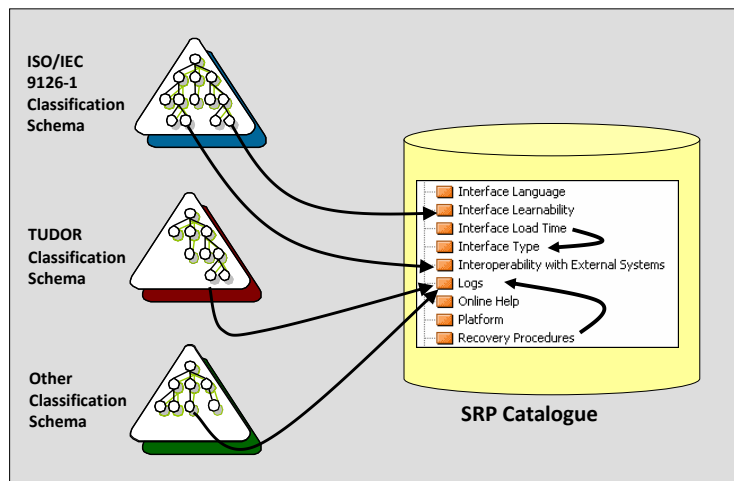 ISO/IEC
9126-1
Classification
Schema
TUDOR
Classification
Schema
Other
Classification
Schema
Interface Language
Interface Learnability
Interface Load Time
Interface Type
Interoperability with External Systems
Logs
Online Help
Platform
Recovery Procedures
SRP Catalogue